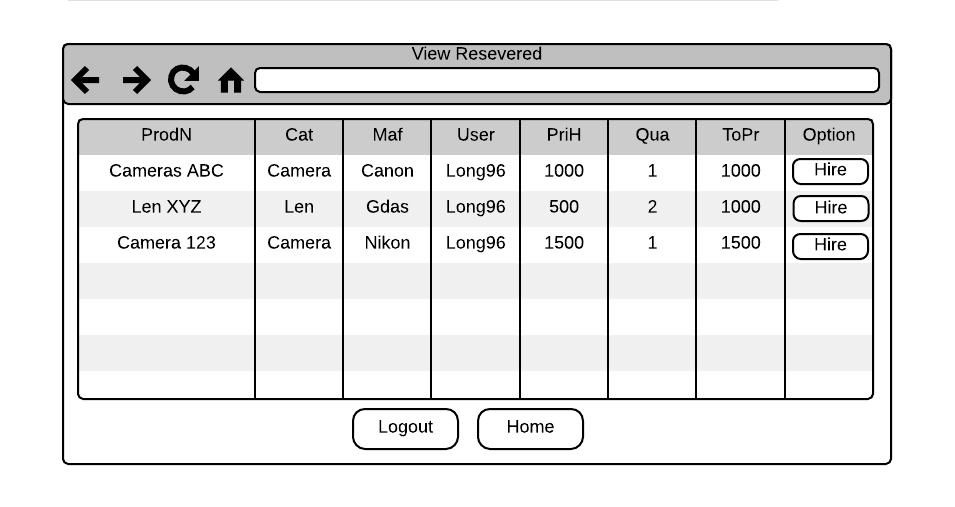 View Resevered
ProdN Cat Maf User PriH Qua ToPr Option
Cameras ABC Camera Canon Long96 1000 1 1000 Hire
Len XYZ Len Gdas Long96 500 2 1000 Hire
Camera 123 Camera Nikon Long96 1500 1 1500 Hire
Logout Home